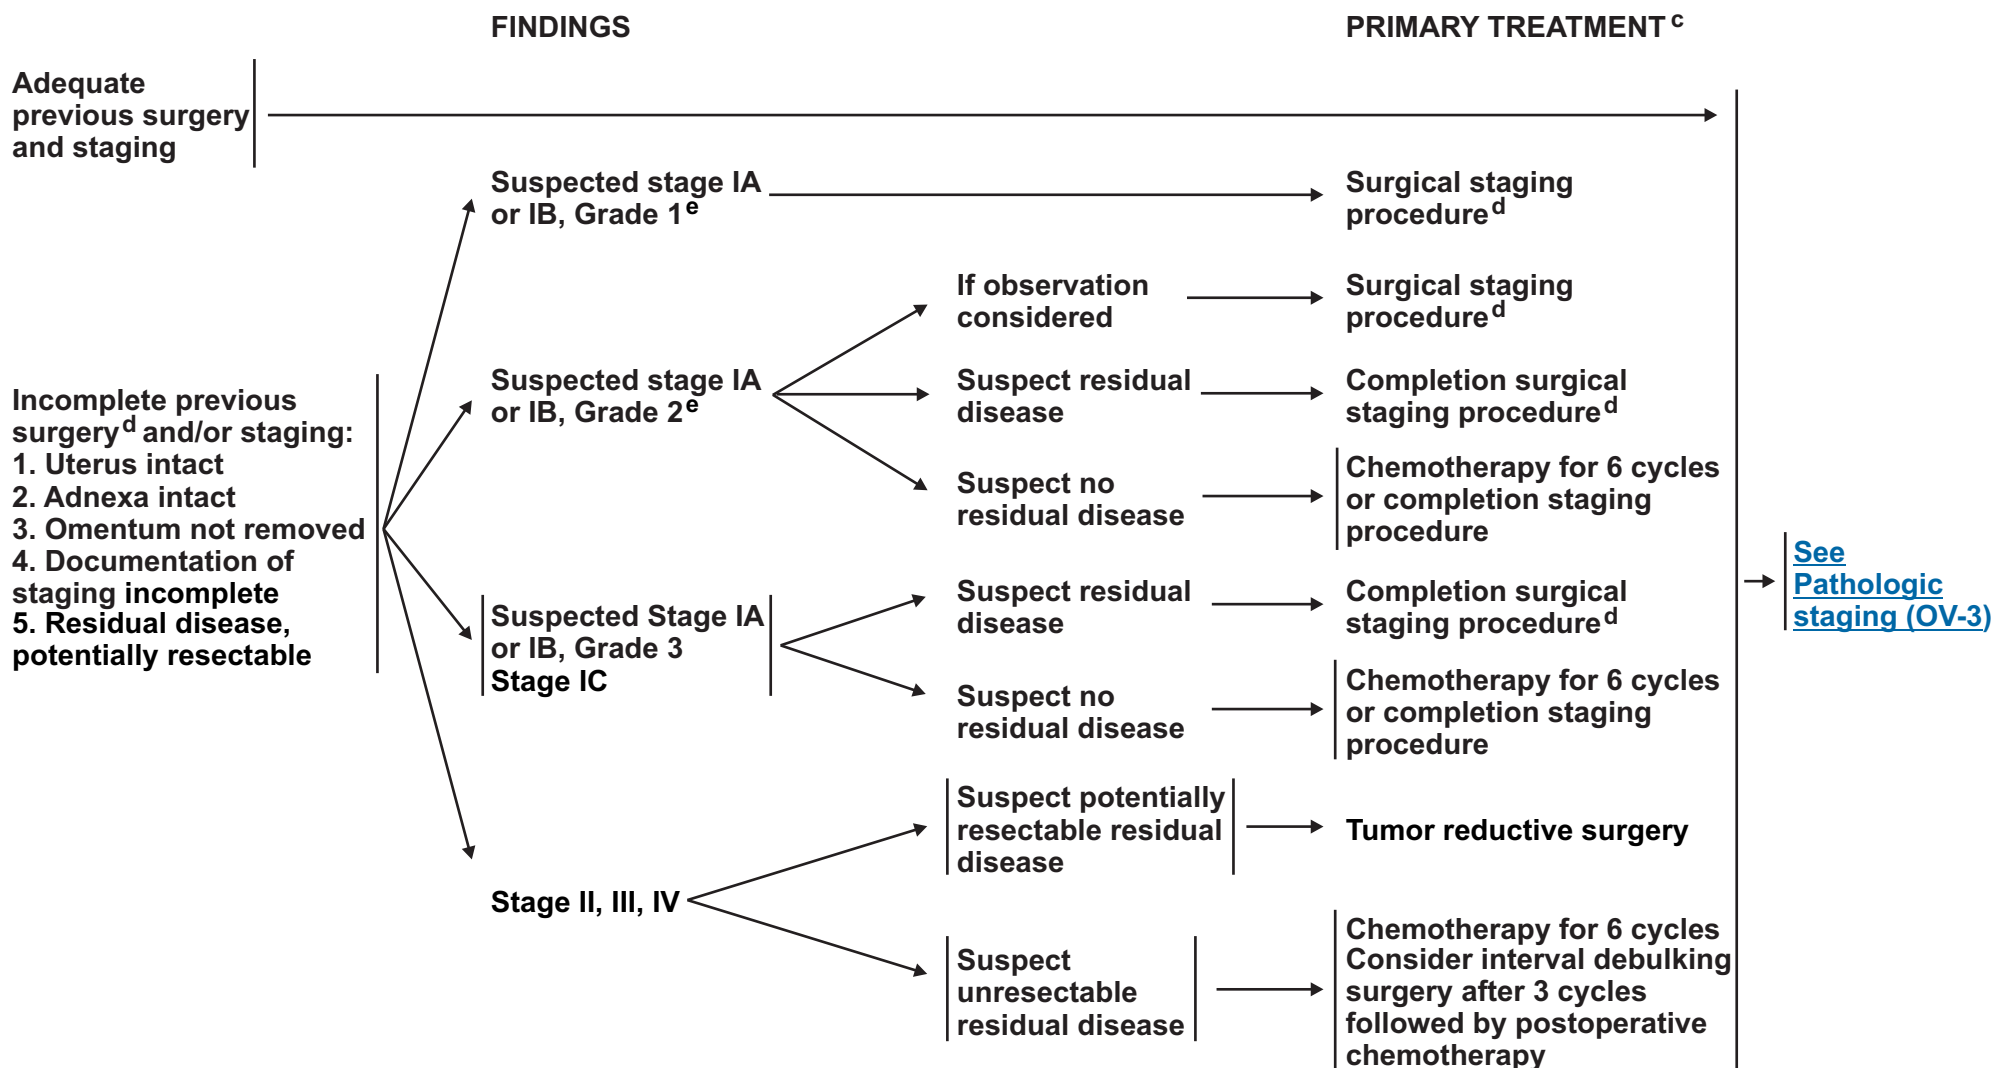 FINDINGS
PRIMARY TREATMENT c
Adequate
previous surgery
and staging
Suspected stage IA
or IB, Grade 1 e
Surgical staging
procedure d
If observation
considered
Surgical staging
procedure d
Incomplete previous
surgery d and/or staging:
1. Uterus intact
2. Adnexa intact
3. Omentum not removed
4. Documentation of
staging incomplete
5. Residual disease,
potentially resectable
Suspected stage IA
or IB, Grade 2 e
Suspect residual
disease
Completion surgical
staging procedure d
Suspect no
residual disease
Chemotherapy for 6 cycles
or completion staging
procedure
Suspected Stage IA
or IB, Grade 3
Stage IC
Suspect residual
disease
Completion surgical
staging procedure d
Suspect no
residual disease
Chemotherapy for 6 cycles
or completion staging
procedure
Stage II, III, IV
Suspect potentially
resectable residual
disease
Tumor reductive surgery
Suspect
unresectable
residual disease
Chemotherapy for 6 cycles
Consider interval debulking
surgery after 3 cycles
followed by postoperative
chemotherapy
See
Pathologic
staging (OV-3)